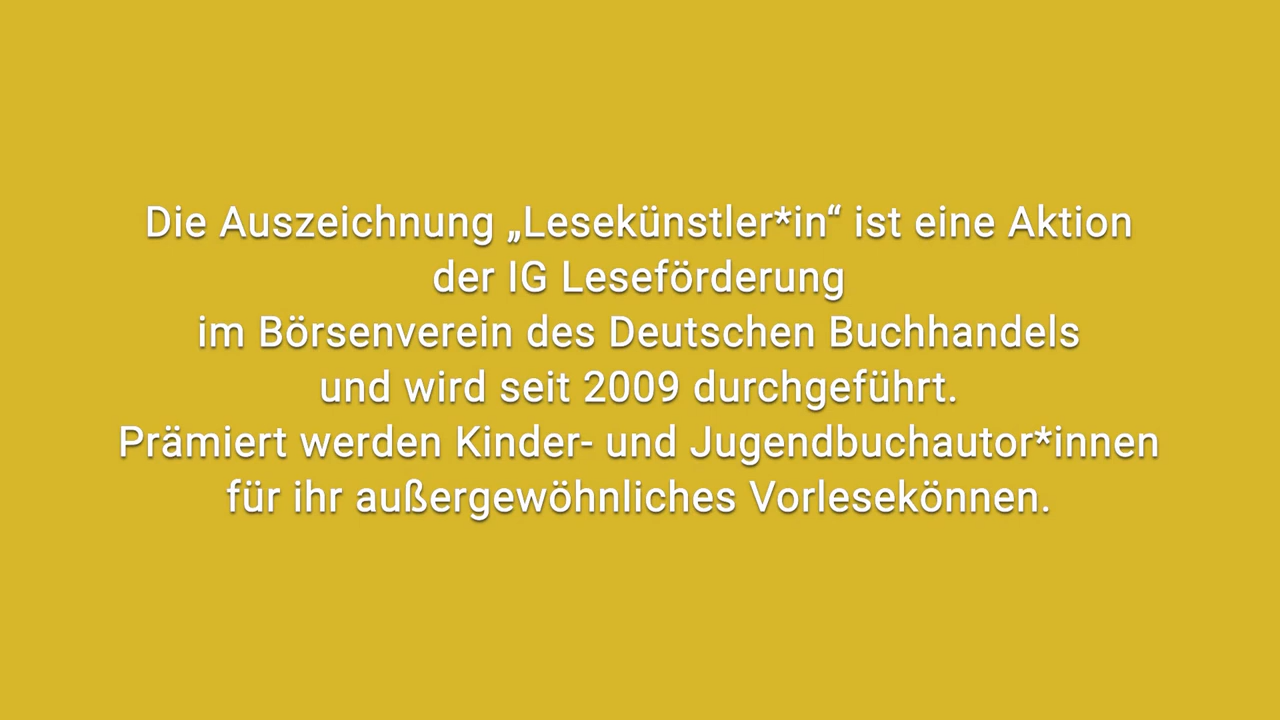 Die Auszeichnung „Lesekünstler*in“ ist eine Aktion
der IG Leseförderung
im Börsenverein des Deutschen Buchhandels
und wird seit 2009 durchgeführt.
Prämiert werden Kinder- und Jugendbuchautor*innen
für ihr außergewöhnliches Vorlesekönnen.